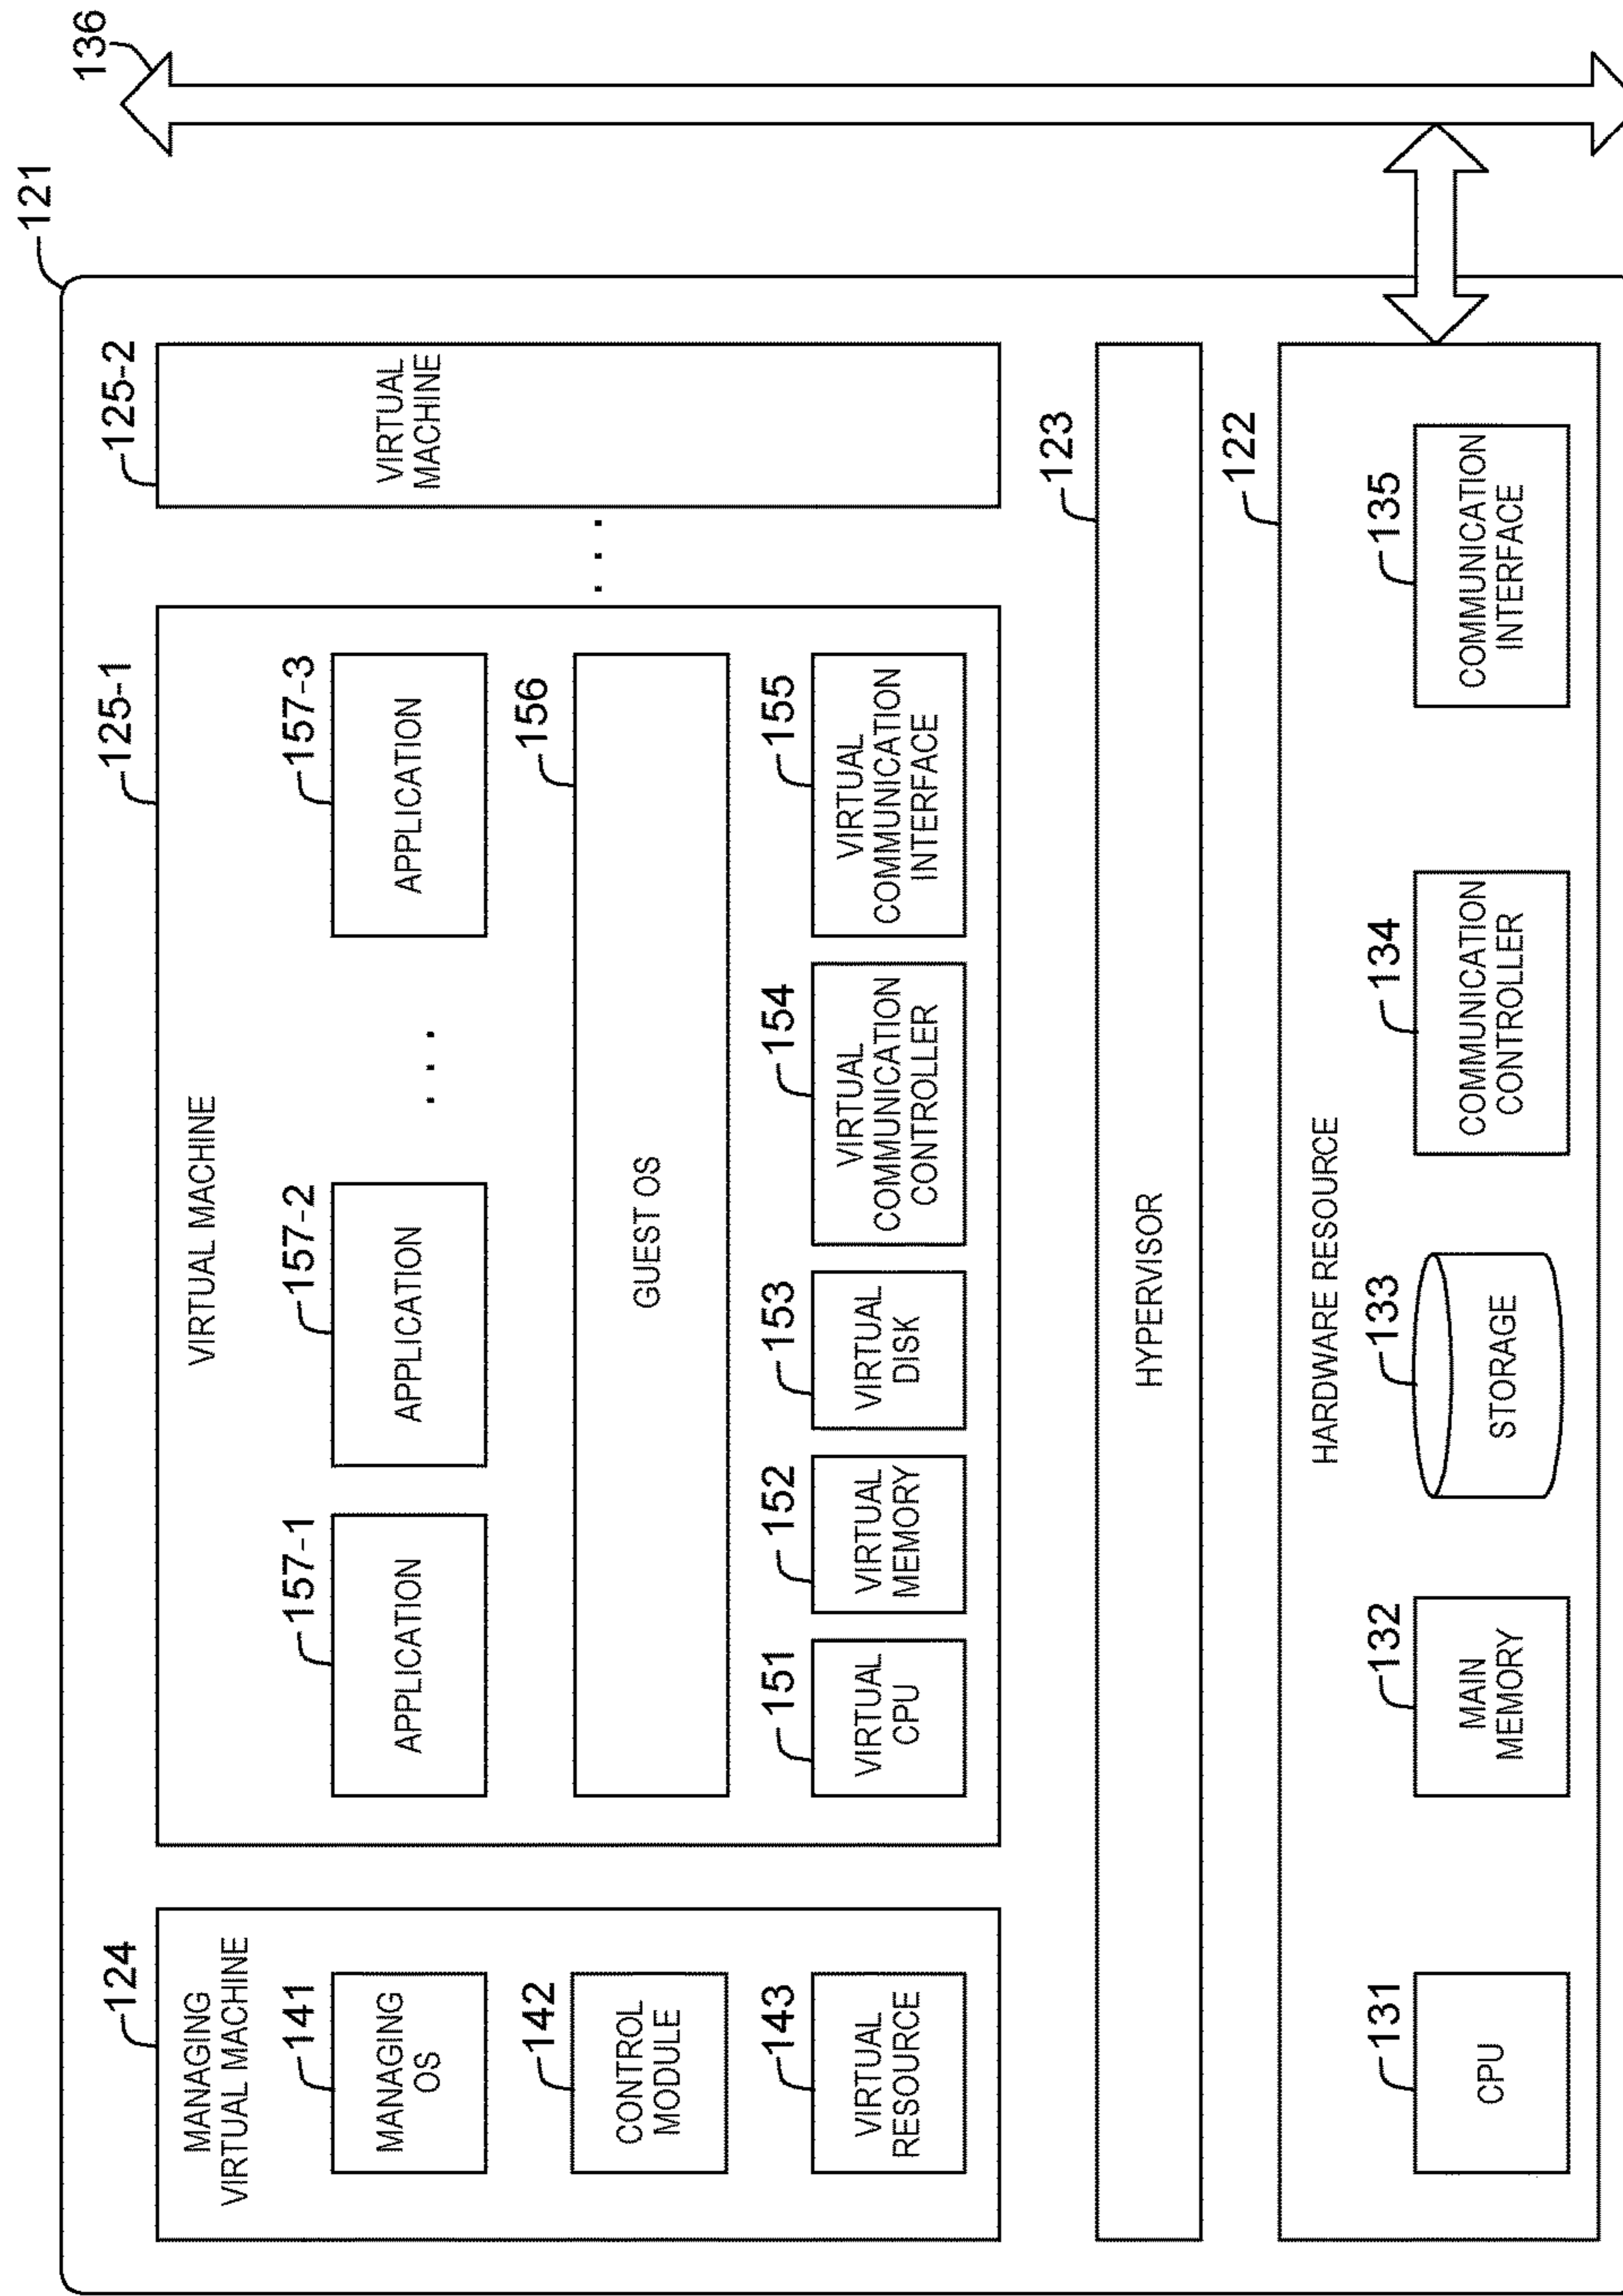 121
136
124
MANAGING
VIRTUAL MACHINE
141
MANAGING
OS
142
CONTROL
MODULE
143
VIRTUAL
RESOURCE
125-1
VIRTUAL MACHINE
157-1
APPLICATION
157-2
APPLICATION
. . .
157-3
APPLICATION
156
GUEST OS
151
VIRTUAL
CPU
152
VIRTUAL
MEMORY
153
VIRTUAL
DISK
154
VIRTUAL
COMMUNICATION
CONTROLLER
155
VIRTUAL
COMMUNICATION
INTERFACE
. . .
125-2
VIRTUAL
MACHINE
123
HYPERVISOR
122
HARDWARE RESOURCE
131
CPU
132
MAIN
MEMORY
133
STORAGE
134
COMMUNICATION
CONTROLLER
135
COMMUNICATION
INTERFACE